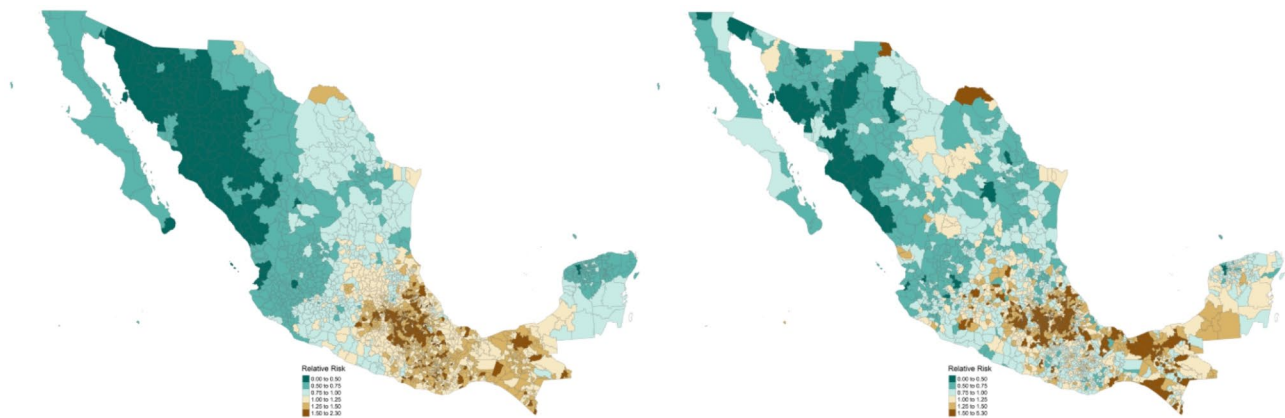 Relative Risk
0.00 to 0.50
0.50 to 0.75
0.75 to 1.00
1.00 to 1.25
1.25 to 1.50
1.50 to 2.30
Relative Risk
0.00 to 0.50
0.50 to 0.75
0.75 to 1.00
1.00 to 1.25
1.25 to 1.50
1.50 to 5.30